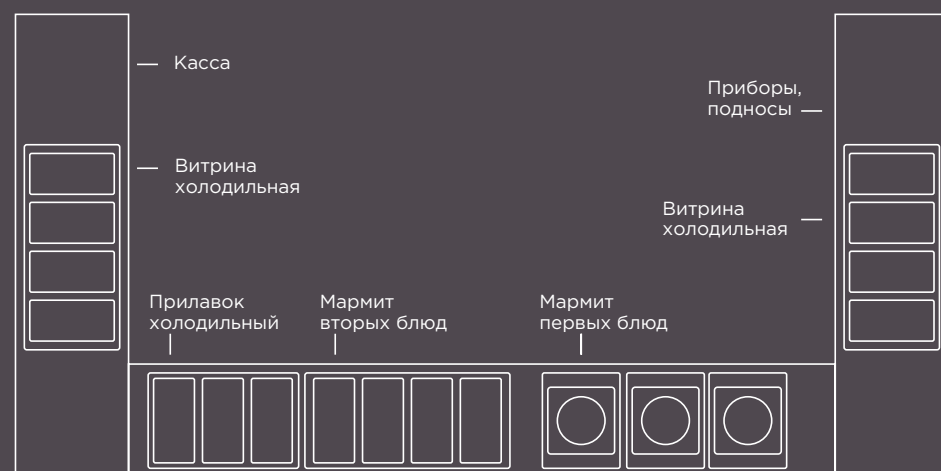 Касса
Приборы,
подносы
Витрина
холодильная
Витрина
холодильная
Прилавок
холодильный
Мармит
вторых блюд
Мармит
первых блюд